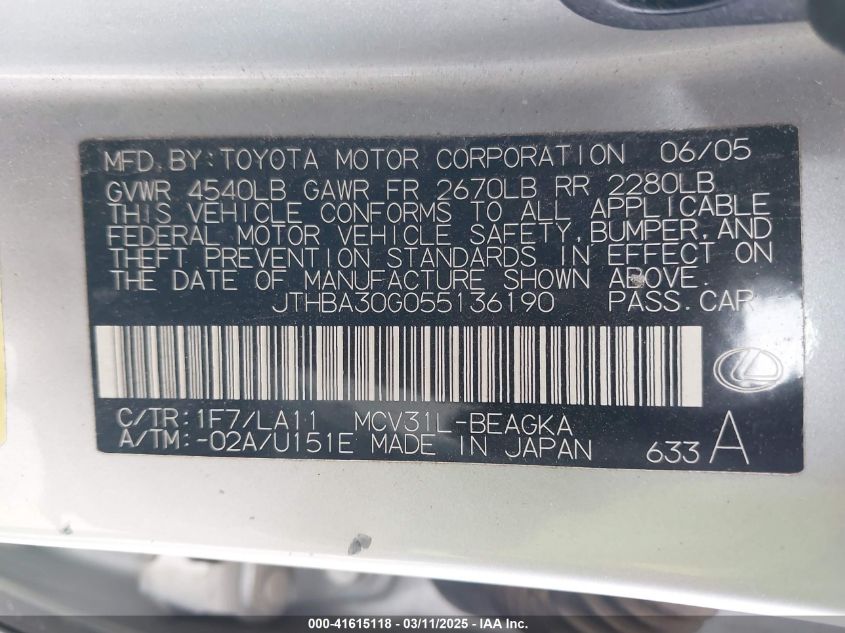 MFD. BY: TOYOTA MOTOR CORPORATION 06/05
GVWR 4540LB GAWR FR 2670LB RR 2280LB
THIS VEHICLE CONFORMS TO ALL APPLICABLE
FEDERAL MOTOR VEHICLE SAFETY, BUMPER, AND
THEFT PREVENTION STANDARDS IN EFFECT ON
THE DATE OF MANUFACTURE SHOWN ABOVE.
JTHBA30G055136190 PASS. CAR
C/TR: 1F7/LA11 MCV31L-BEAGKA
A/TM: -02A/U151E MADE IN JAPAN 633 A
000-41615118 - 03/11/2025 - www.iaai.com